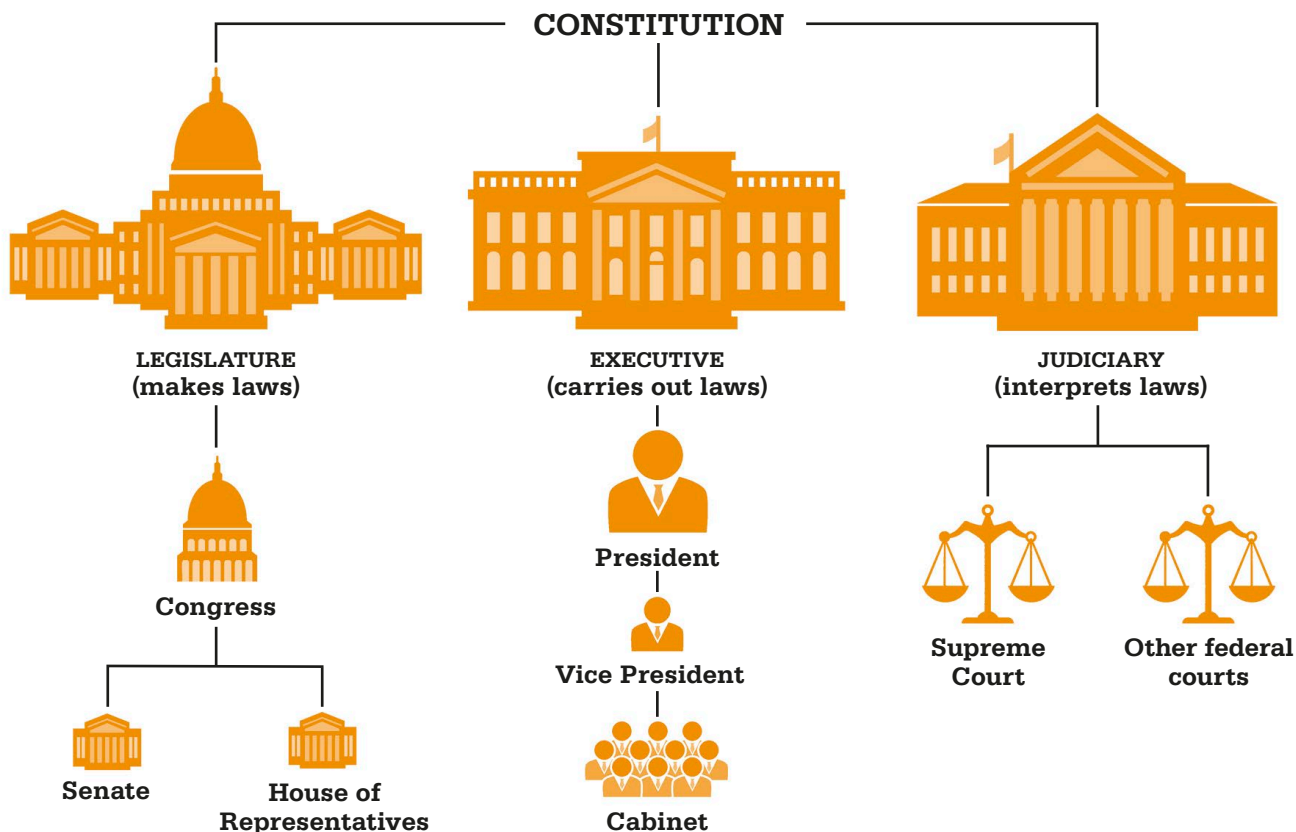 CONSTITUTION
LEGISLATURE
(makes laws)
EXECUTIVE
(carries out laws)
JUDICIARY
(interprets laws)
Congress
Senate
House of
Representatives
President
Vice President
Cabinet
Supreme
Court
Other federal
courts